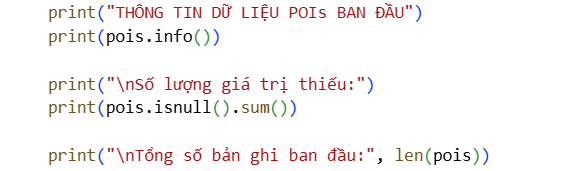 print("THÔNG TIN DỮ LIỆU POIs BAN ĐẦU")
print(pois.info())
print("\nSố lượng giá trị thiếu:")
print(pois.isnull().sum())
print("\nTổng số bản ghi ban đầu:", len(pois))